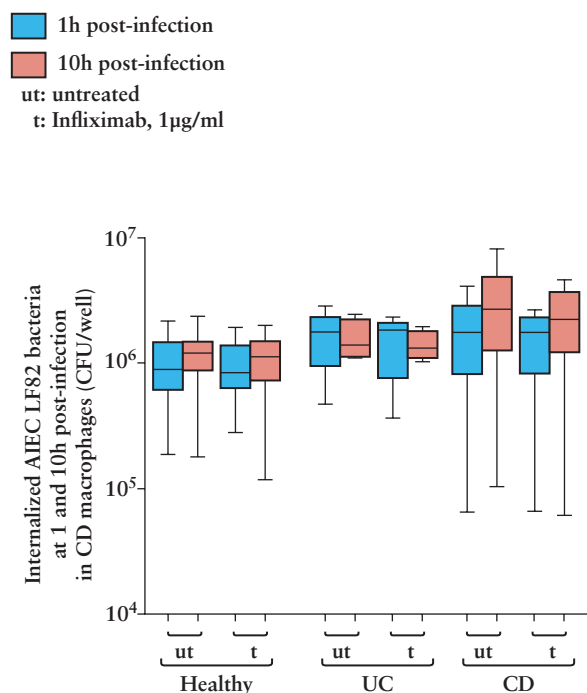 1h post-infection
10h post-infection
ut: untreated
t: Infliximab, 1µg/ml
Internalized AIEC LF82 bacteria
at 1 and 10h post-infection
in CD macrophages (CFU/well)
10⁷
10⁶
10⁵
10⁴
ut t ut t ut t
Healthy UC CD